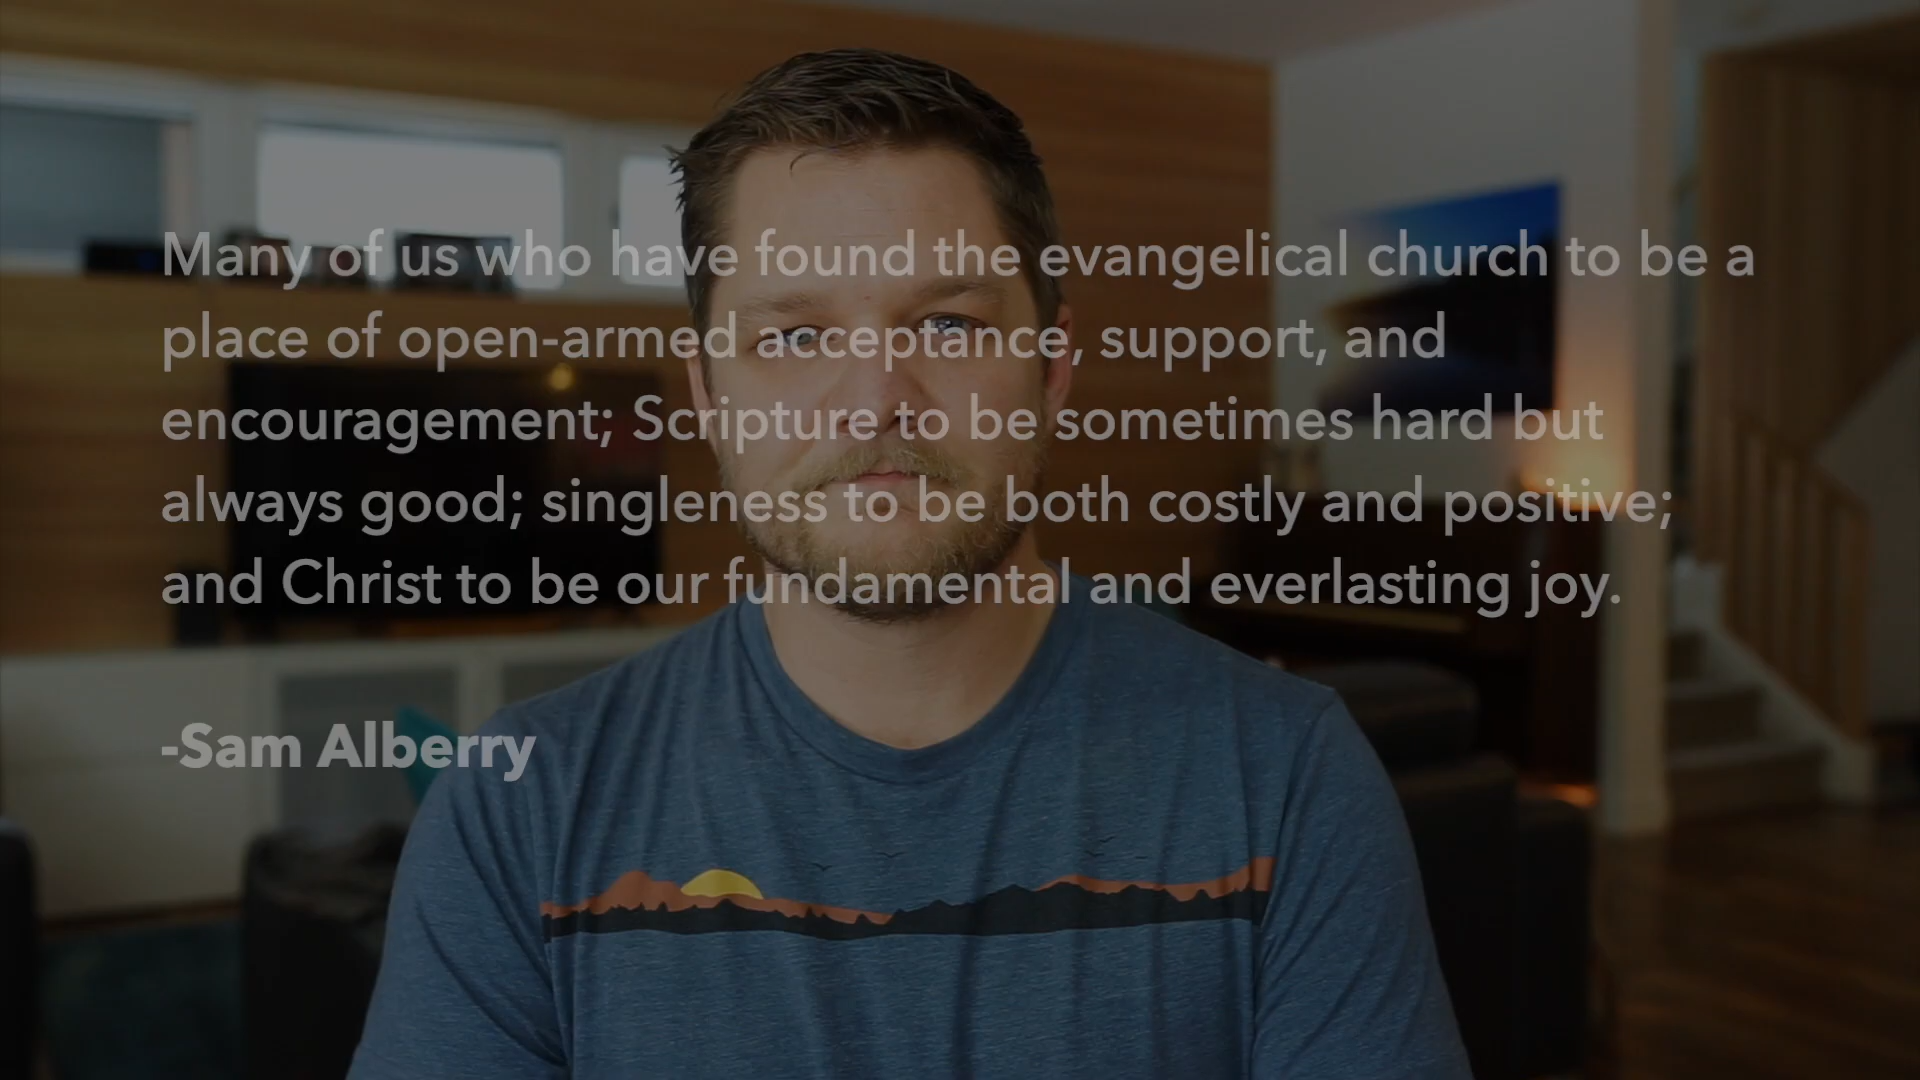 Many of us who have found the evangelical church to be a
place of open-armed acceptance, support, and
encouragement; Scripture to be sometimes hard but
always good; singleness to be both costly and positive;
and Christ to be our fundamental and everlasting joy.
-Sam Alberry